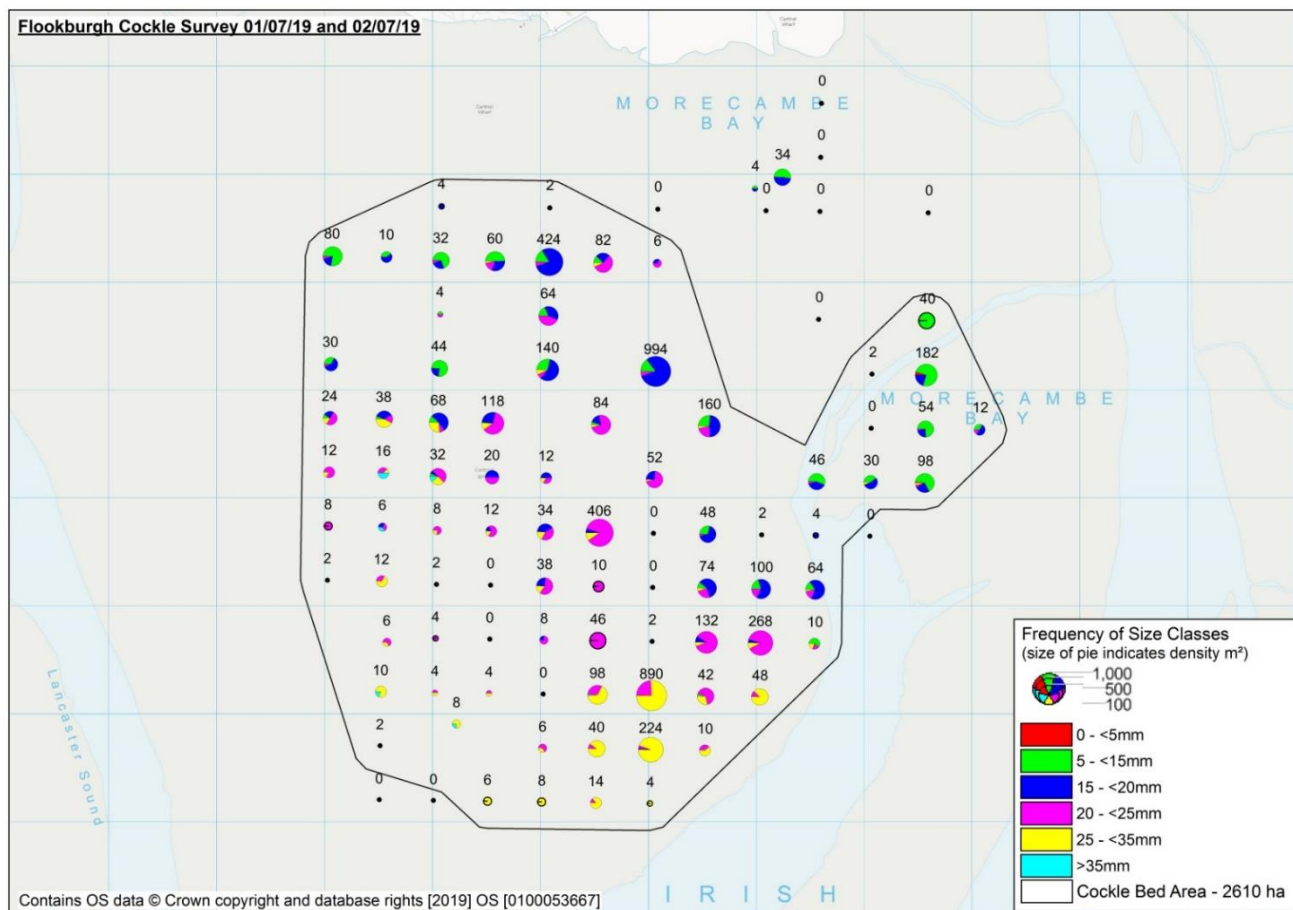 Flookburgh Cockle Survey 01/07/19 and 02/07/19
0
MORECAMBE
BAY
0
34
4
4 2 0 0 0 0
80 10 32 60 424 82 6
4 64 0 40
30 44 140 994 2 182
24 38 68 118 84 160 0 54 12
MORECAMBE
BAY
12 16 32 20 12 52 46 30 98
8 6 8 12 34 406 0 48 2 4 0
2 12 2 0 38 10 0 74 100 64
6 4 0 8 46 2 132 268 10
10 4 4 0 98 890 42 48
8
2 6 40 224 10
0 0 6 8 14 4
Lancaster Sound
IRISH
Frequency of Size Classes
(size of pie indicates density m²)
1,000
500
100
0 - <5mm
5 - <15mm
15 - <20mm
20 - <25mm
25 - <35mm
>35mm
Cockle Bed Area - 2610 ha
Contains OS data © Crown copyright and database rights [2019] OS [0100053667]